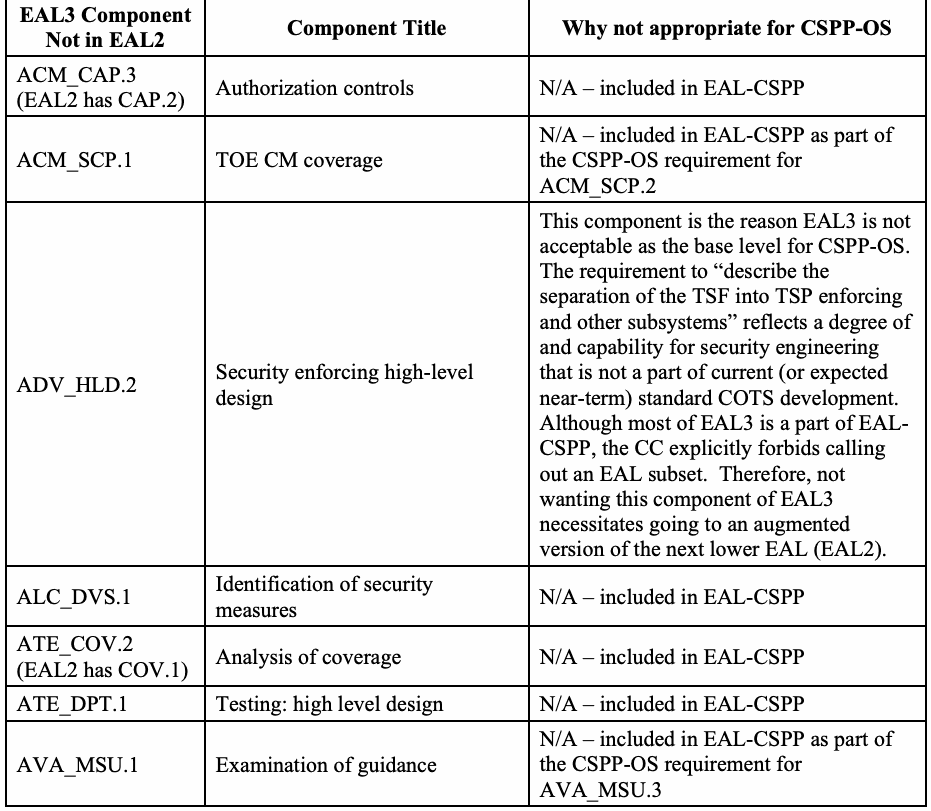 EAL3 Component
Not in EAL2
Component Title
Why not appropriate for CSPP-OS
ACM_CAP.3
(EAL2 has CAP.2)
Authorization controls
N/A – included in EAL-CSPP
ACM_SCP.1
TOE CM coverage
N/A – included in EAL-CSPP as part of
the CSPP-OS requirement for
ACM_SCP.2
ADV_HLD.2
Security enforcing high-level
design
This component is the reason EAL3 is not
acceptable as the base level for CSPP-OS.
The requirement to “describe the
separation of the TSF into TSP enforcing
and other subsystems” reflects a degree of
and capability for security engineering
that is not a part of current (or expected
near-term) standard COTS development.
Although most of EAL3 is a part of EAL-
CSPP, the CC explicitly forbids calling
out an EAL subset.  Therefore, not
wanting this component of EAL3
necessitates going to an augmented
version of the next lower EAL (EAL2).
ALC_DVS.1
Identification of security
measures
N/A – included in EAL-CSPP
ATE_COV.2
(EAL2 has COV.1)
Analysis of coverage
N/A – included in EAL-CSPP
ATE_DPT.1
Testing: high level design
N/A – included in EAL-CSPP
AVA_MSU.1
Examination of guidance
N/A – included in EAL-CSPP as part of
the CSPP-OS requirement for
AVA_MSU.3